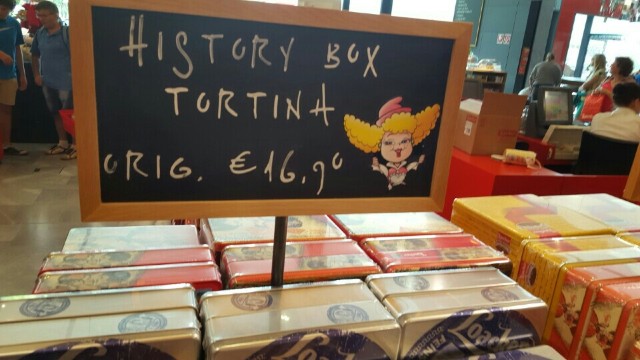 HISTORY BOX
TORTINA
ORIG. €16,90